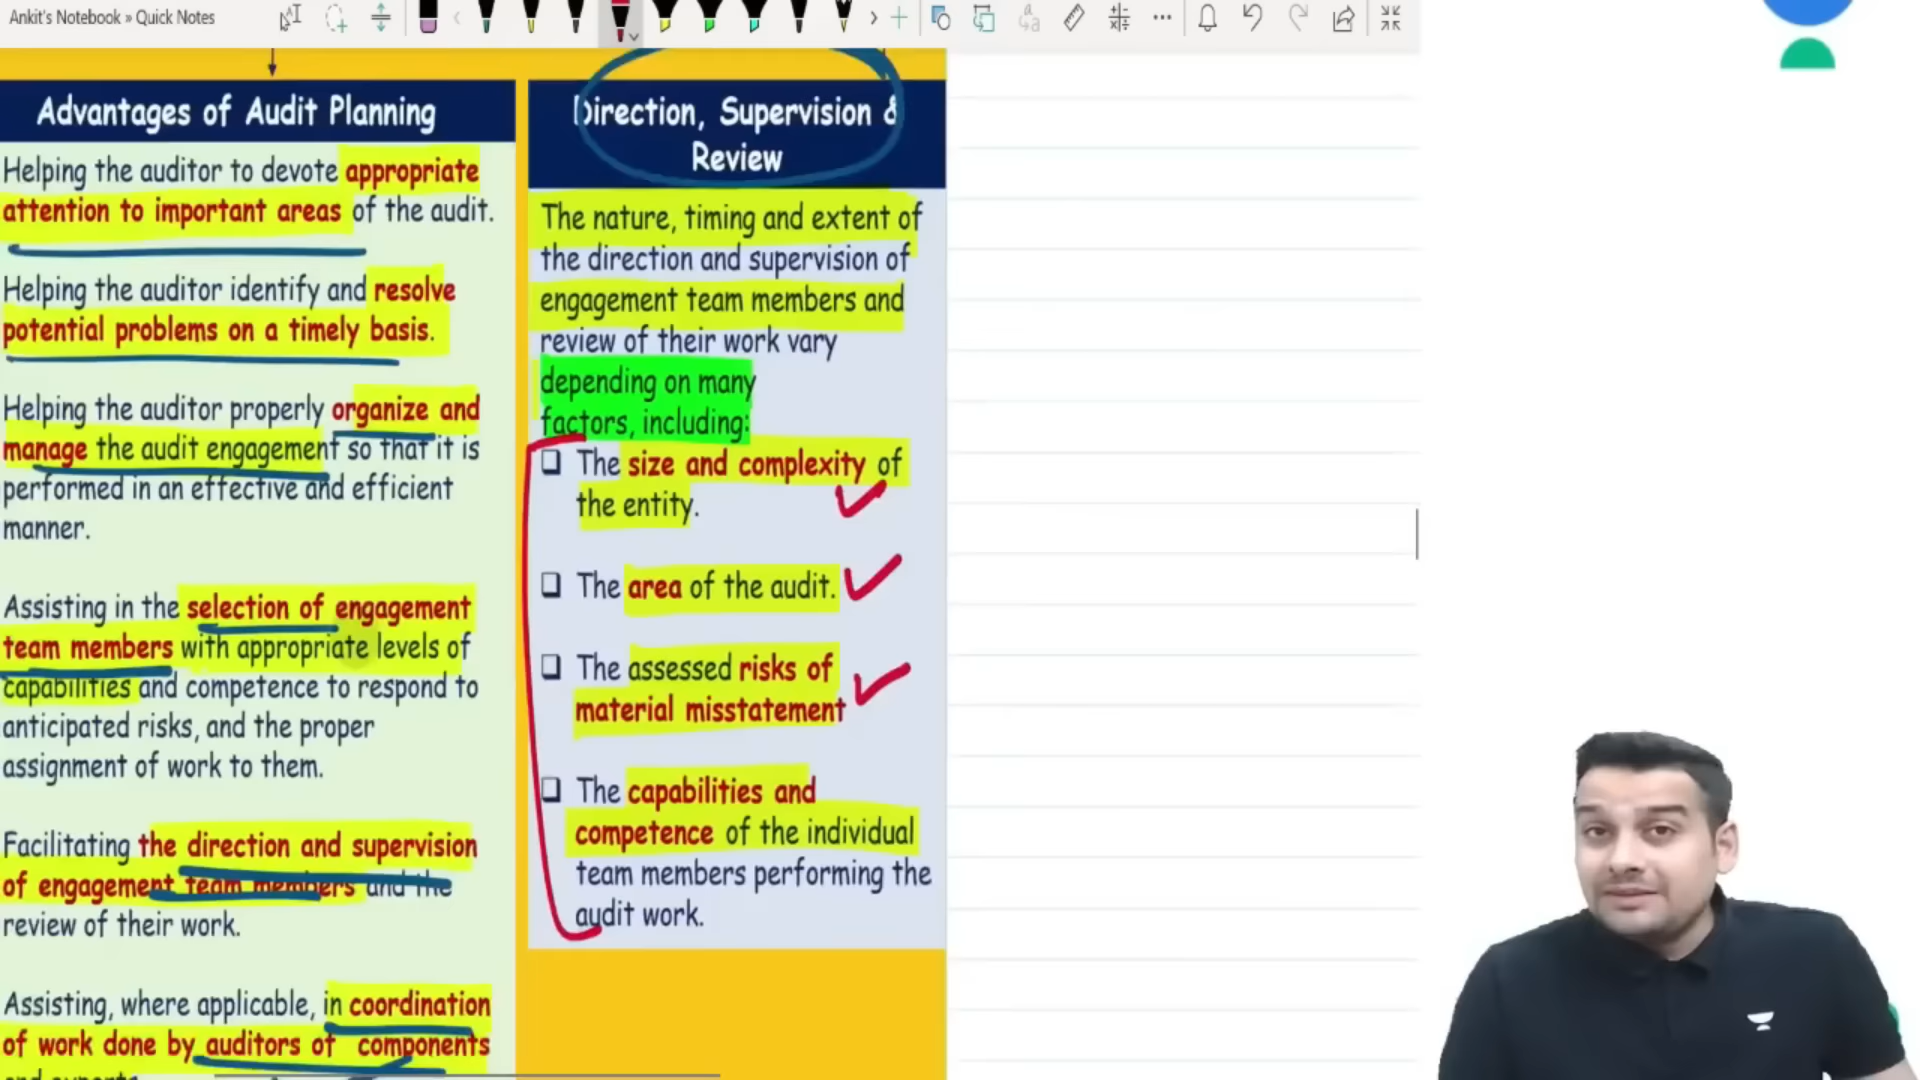 Ankit's Notebook » Quick Notes
Advantages of Audit Planning
Helping the auditor to devote appropriate
attention to important areas of the audit.
Helping the auditor identify and resolve
potential problems on a timely basis.
Helping the auditor properly organize and
manage the audit engagement so that it is
performed in an effective and efficient
manner.
Assisting in the selection of engagement
team members with appropriate levels of
capabilities and competence to respond to
anticipated risks, and the proper
assignment of work to them.
Facilitating the direction and supervision
of engagement team members and the
review of their work.
Assisting, where applicable, in coordination
of work done by auditors of components
and experts.
Direction, Supervision &
Review
The nature, timing and extent of
the direction and supervision of
engagement team members and
review of their work vary
depending on many
factors, including:
❑ The size and complexity of
the entity.
❑ The area of the audit.
❑ The assessed risks of
material misstatement
❑ The capabilities and
competence of the individual
team members performing the
audit work.